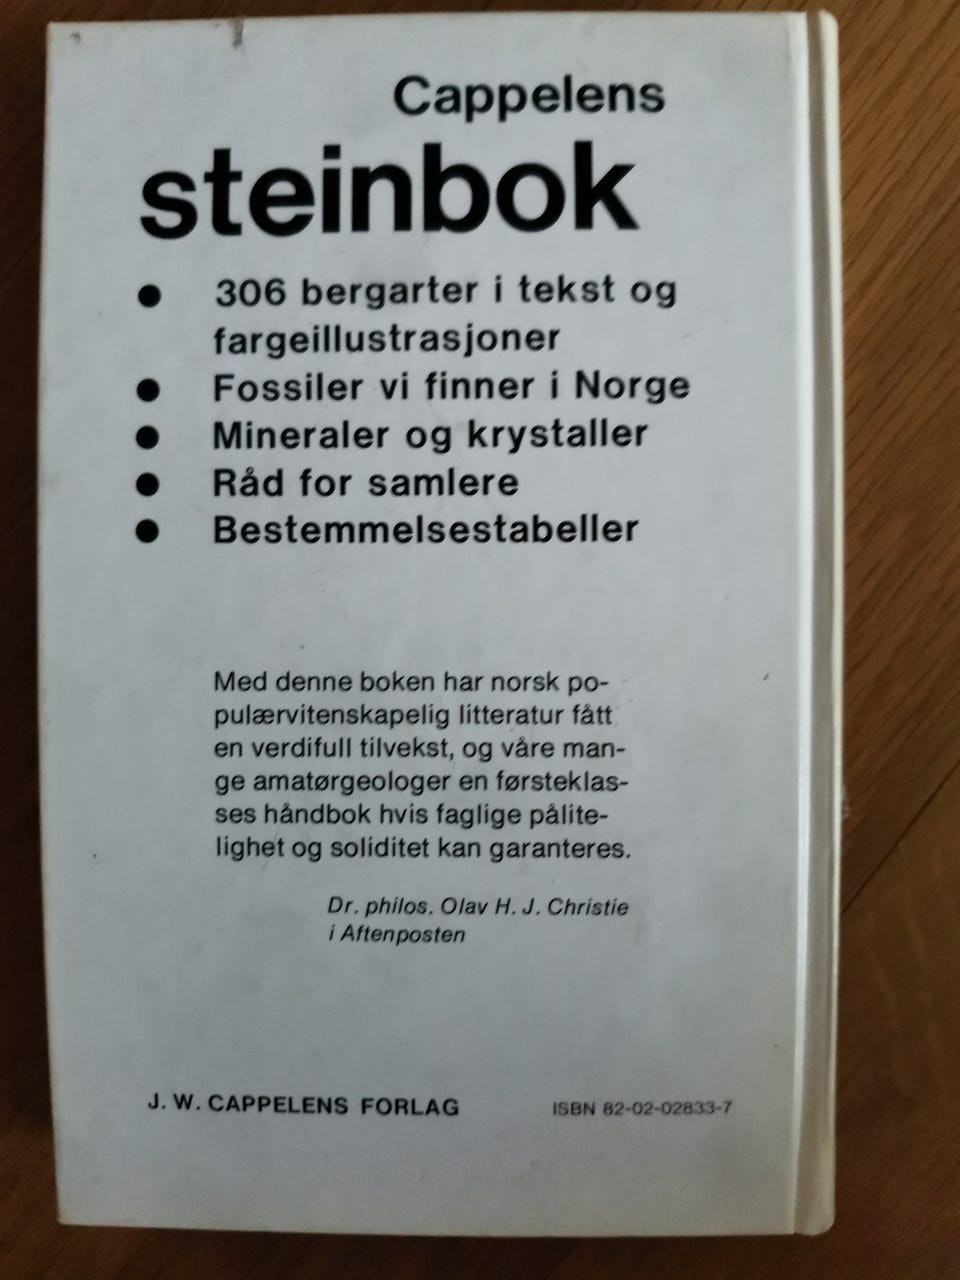 Cappelens
steinbok
● 306 bergarter i tekst og
fargeillustrasjoner
● Fossiler vi finner i Norge
● Mineraler og krystaller
● Råd for samlere
● Bestemmelsestabeller
Med denne boken har norsk po-
pulærvitenskapelig litteratur fått
en verdifull tilvekst, og våre man-
ge amatørgeologer en førsteklas-
ses håndbok hvis faglige pålite-
lighet og soliditet kan garanteres.
Dr. philos. Olav H. J. Christie
i Aftenposten
J. W. CAPPELENS FORLAG
ISBN 82-02-02833-7